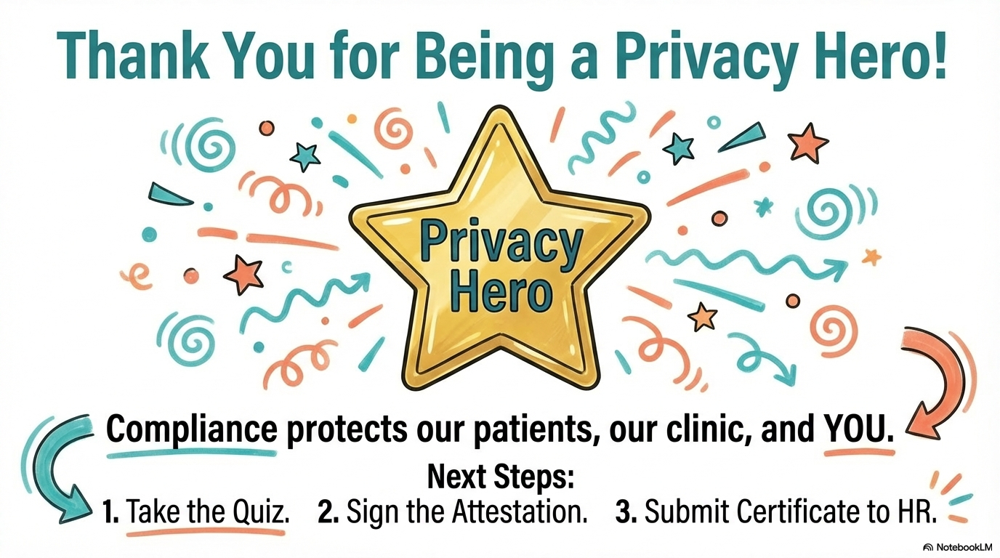 Thank You for Being a Privacy Hero!
Privacy
Hero
Compliance protects our patients, our clinic, and YOU.
Next Steps:
1. Take the Quiz. 2. Sign the Attestation. 3. Submit Certificate to HR.
NotebookLM